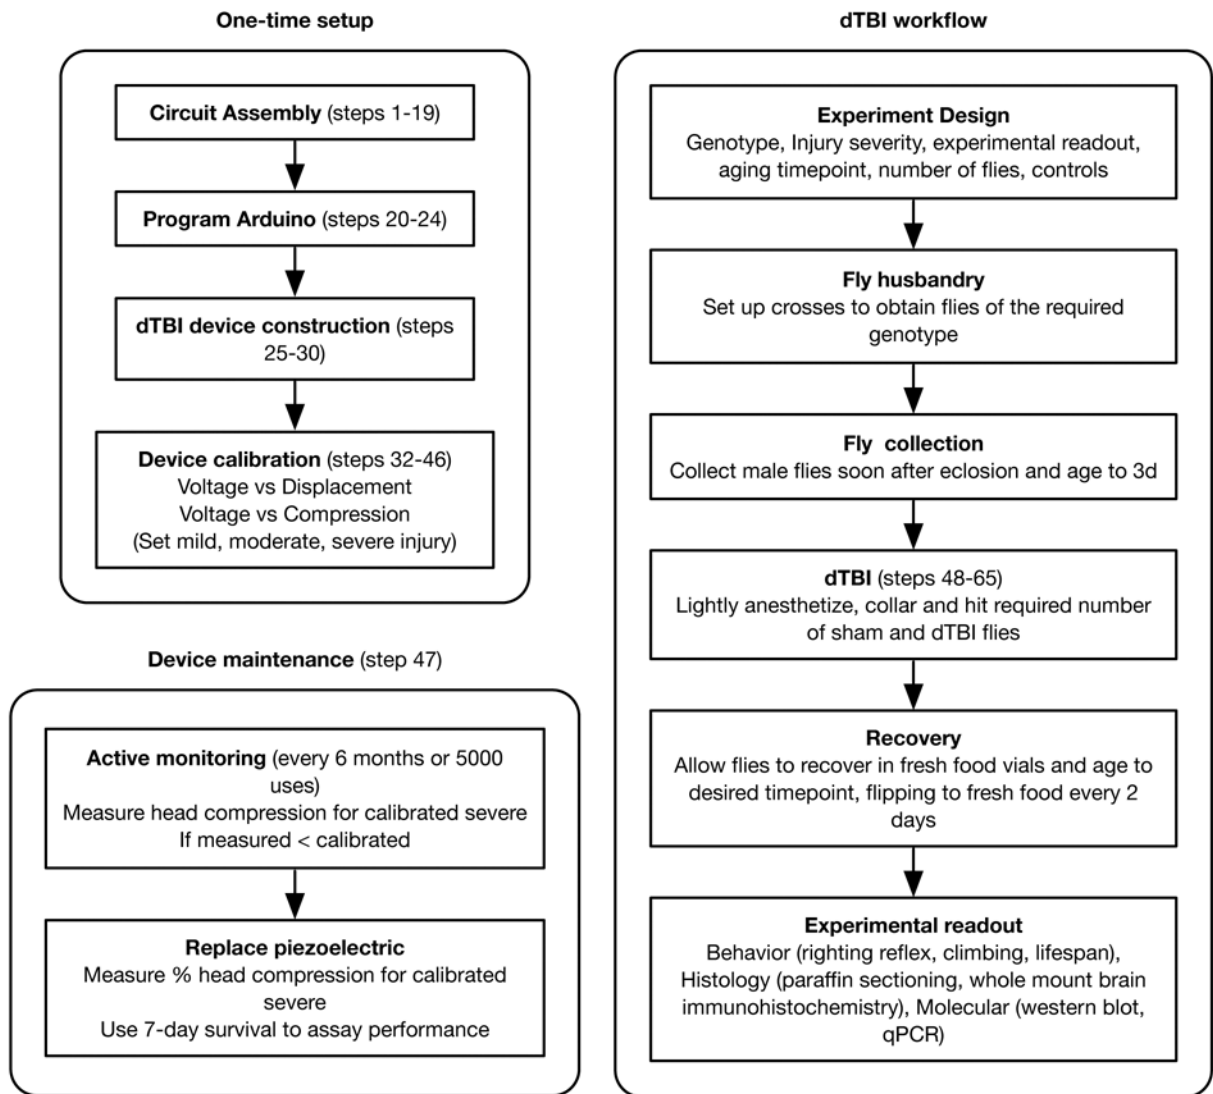 One-time setup
Circuit Assembly (steps 1-19)
Program Arduino (steps 20-24)
dTBI device construction (steps
25-30)
Device calibration (steps 32-46)
Voltage vs Displacement
Voltage vs Compression
(Set mild, moderate, severe injury)
Device maintenance (step 47)
Active monitoring (every 6 months or 5000
uses)
Measure head compression for calibrated severe
If measured < calibrated
Replace piezoelectric
Measure % head compression for calibrated
severe
Use 7-day survival to assay performance
dTBI workflow
Experiment Design
Genotype, Injury severity, experimental readout,
aging timepoint, number of flies, controls
Fly husbandry
Set up crosses to obtain flies of the required
genotype
Fly collection
Collect male flies soon after eclosion and age to 3d
dTBI (steps 48-65)
Lightly anesthetize, collar and hit required number
of sham and dTBI flies
Recovery
Allow flies to recover in fresh food vials and age to
desired timepoint, flipping to fresh food every 2
days
Experimental readout
Behavior (righting reflex, climbing, lifespan),
Histology (paraffin sectioning, whole mount brain
immunohistochemistry), Molecular (western blot,
qPCR)